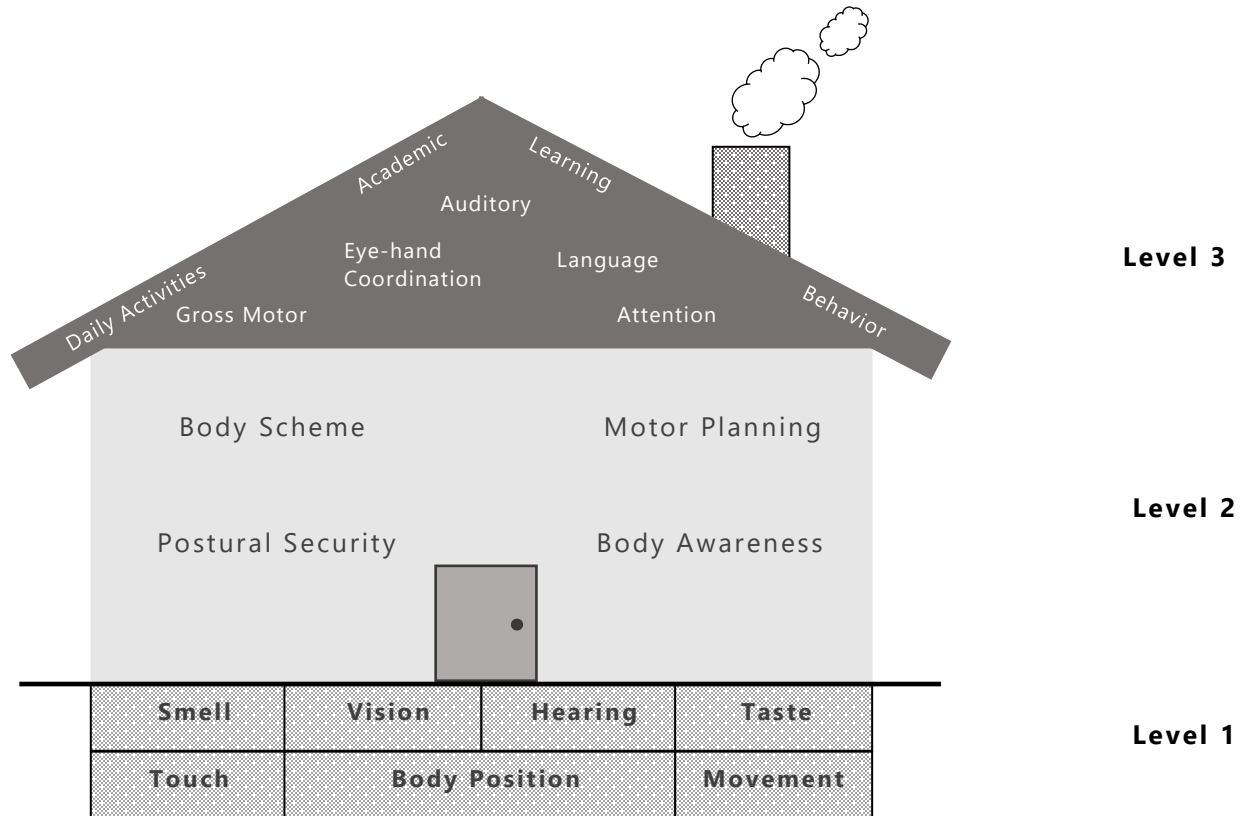 Academic
Learning
Auditory
Eye-hand
Coordination
Language
Level 3
Daily Activities
Gross Motor
Attention
Behavior
Body Scheme
Motor Planning
Level 2
Postural Security
Body Awareness
Smell
Vision
Hearing
Taste
Level 1
Touch
Body Position
Movement